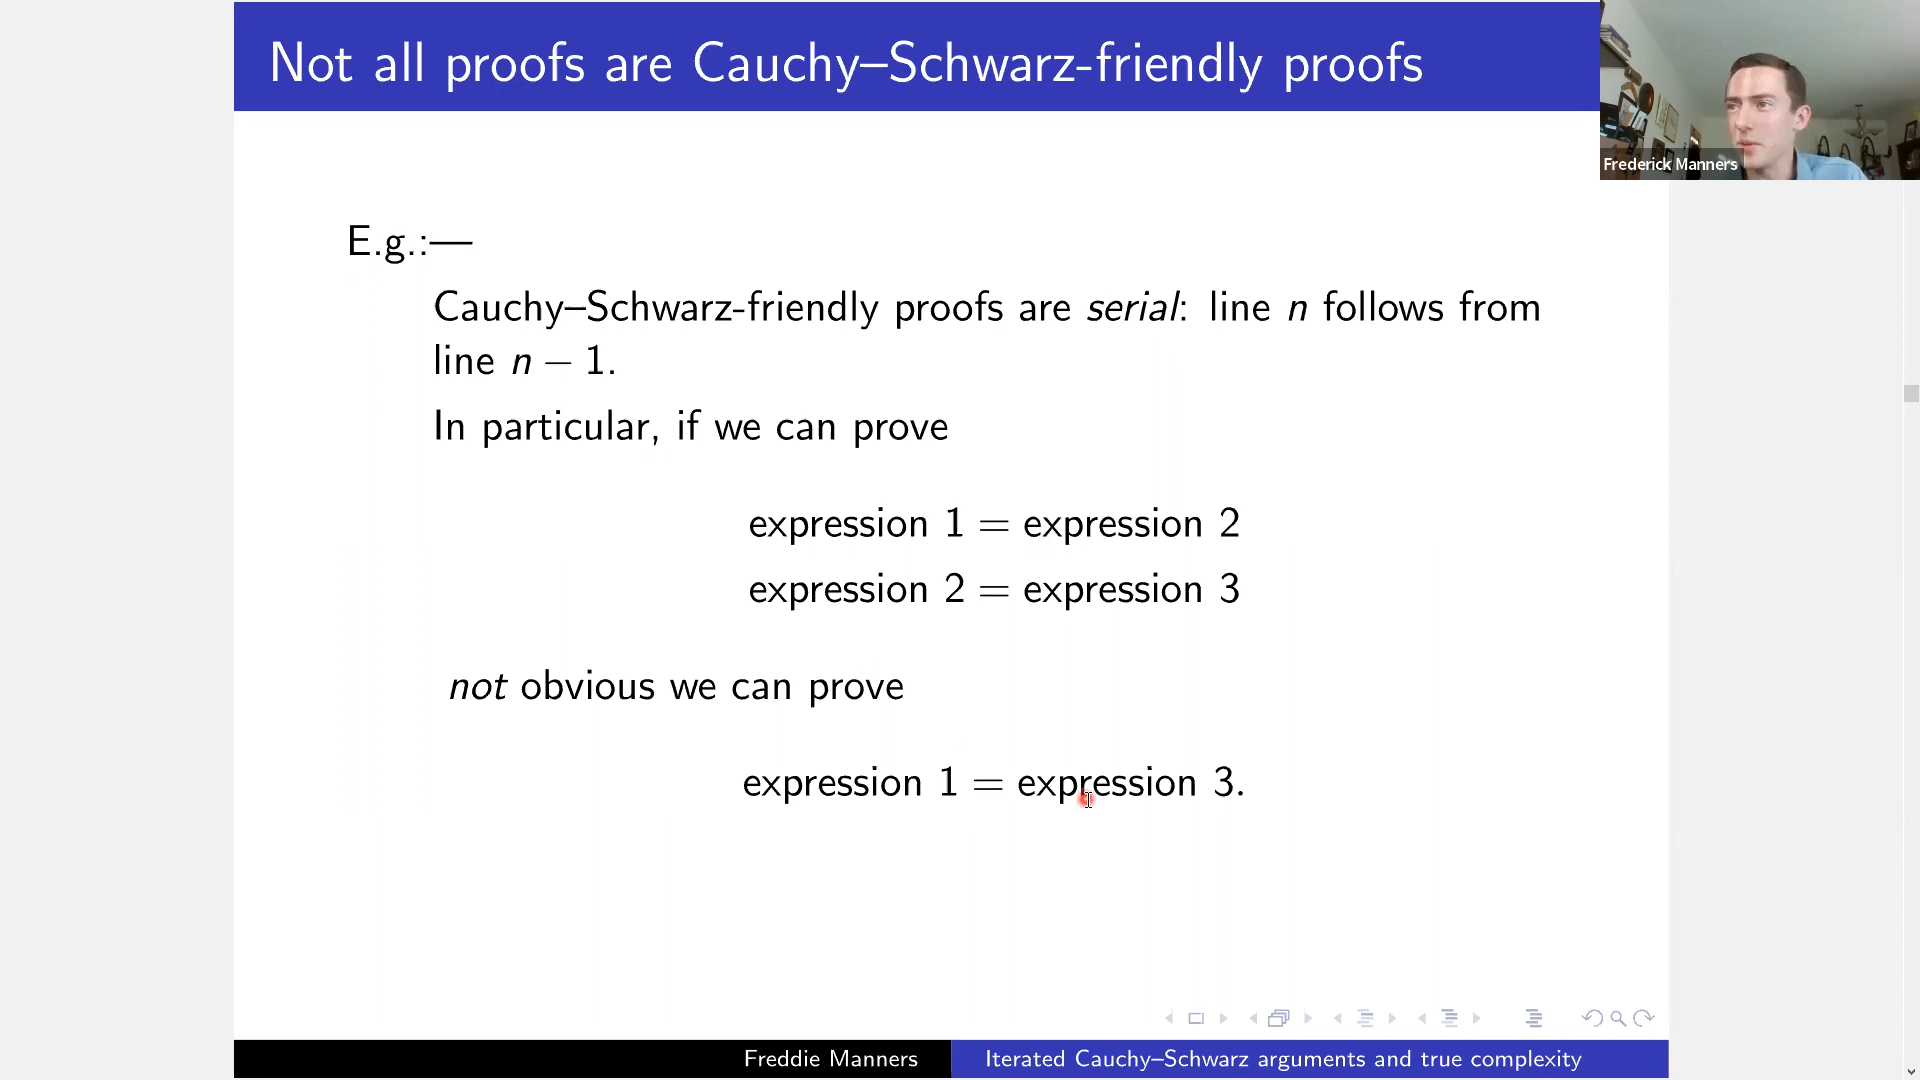 Not all proofs are Cauchy–Schwarz-friendly proofs
Frederick Manners
E.g.:—
Cauchy–Schwarz-friendly proofs are serial: line n follows from
line n − 1.
In particular, if we can prove
expression 1 = expression 2
expression 2 = expression 3
not obvious we can prove
expression 1 = expression 3.
Freddie Manners
Iterated Cauchy–Schwarz arguments and true complexity